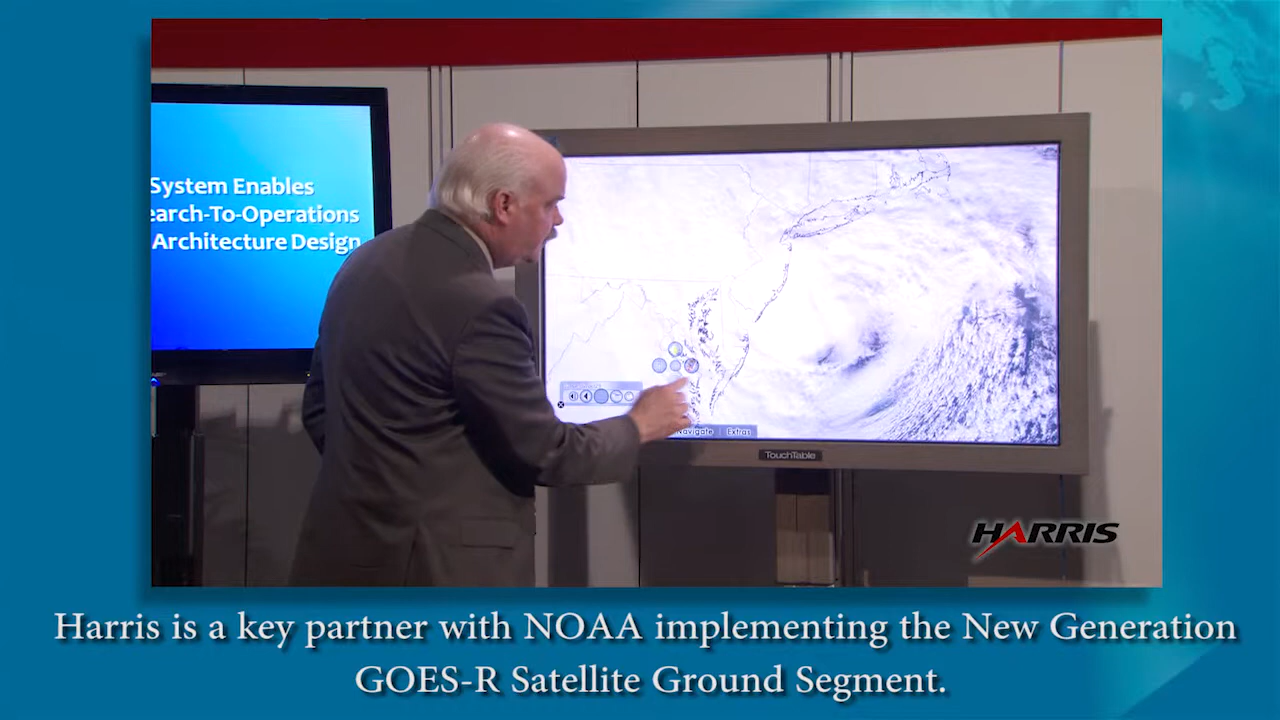 System Enables
earch-To-Operations
Architecture Design
Navigate
Extras
TouchTable
HARRIS
Harris is a key partner with NOAA implementing the New Generation
GOES-R Satellite Ground Segment.